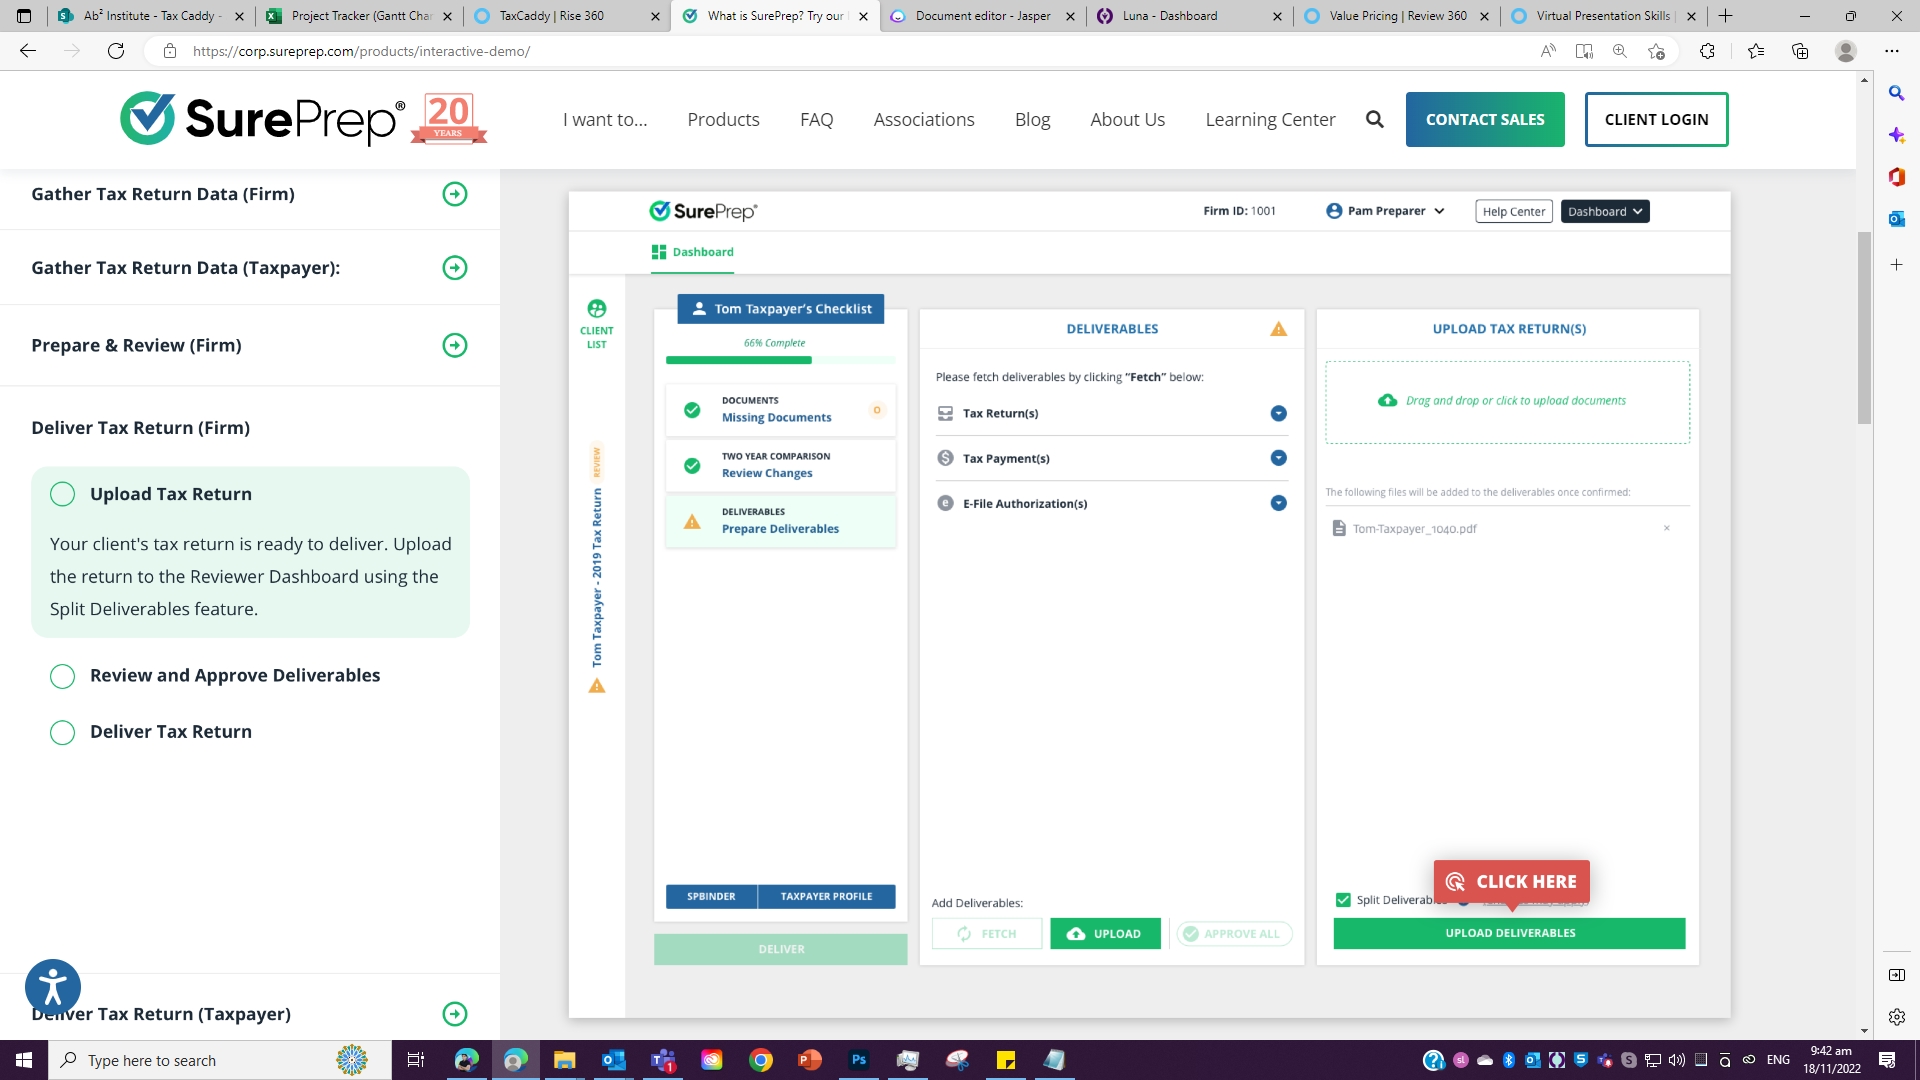 Ab² Institute - Tax Caddy -
Project Tracker (Gantt Char
TaxCaddy | Rise 360
What is SurePrep? Try our
Document editor - Jasper
Luna - Dashboard
Value Pricing | Review 360
Virtual Presentation Skills
https://corp.sureprep.com/products/interactive-demo/
SurePrep®
20
YEARS
I want to...
Products
FAQ
Associations
Blog
About Us
Learning Center
CONTACT SALES
CLIENT LOGIN
Gather Tax Return Data (Firm)
Gather Tax Return Data (Taxpayer):
Prepare & Review (Firm)
Deliver Tax Return (Firm)
Upload Tax Return
Your client's tax return is ready to deliver. Upload
the return to the Reviewer Dashboard using the
Split Deliverables feature.
Review and Approve Deliverables
Deliver Tax Return
Deliver Tax Return (Taxpayer)
SurePrep®
Firm ID: 1001
Pam Preparer
Help Center
Dashboard
Dashboard
CLIENT
LIST
REVIEW
Tom Taxpayer - 2019 Tax Return
Tom Taxpayer's Checklist
66% Complete
DOCUMENTS
Missing Documents
0
TWO YEAR COMPARISON
Review Changes
DELIVERABLES
Prepare Deliverables
SPBINDER
TAXPAYER PROFILE
DELIVER
DELIVERABLES
Please fetch deliverables by clicking “Fetch” below:
Tax Return(s)
Tax Payment(s)
E-File Authorization(s)
Add Deliverables:
FETCH
UPLOAD
APPROVE ALL
UPLOAD TAX RETURN(S)
Drag and drop or click to upload documents
The following files will be added to the deliverables once confirmed:
Tom-Taxpayer_1040.pdf
CLICK HERE
Split Deliverable
UPLOAD DELIVERABLES
Type here to search
ENG
9:42 am
18/11/2022